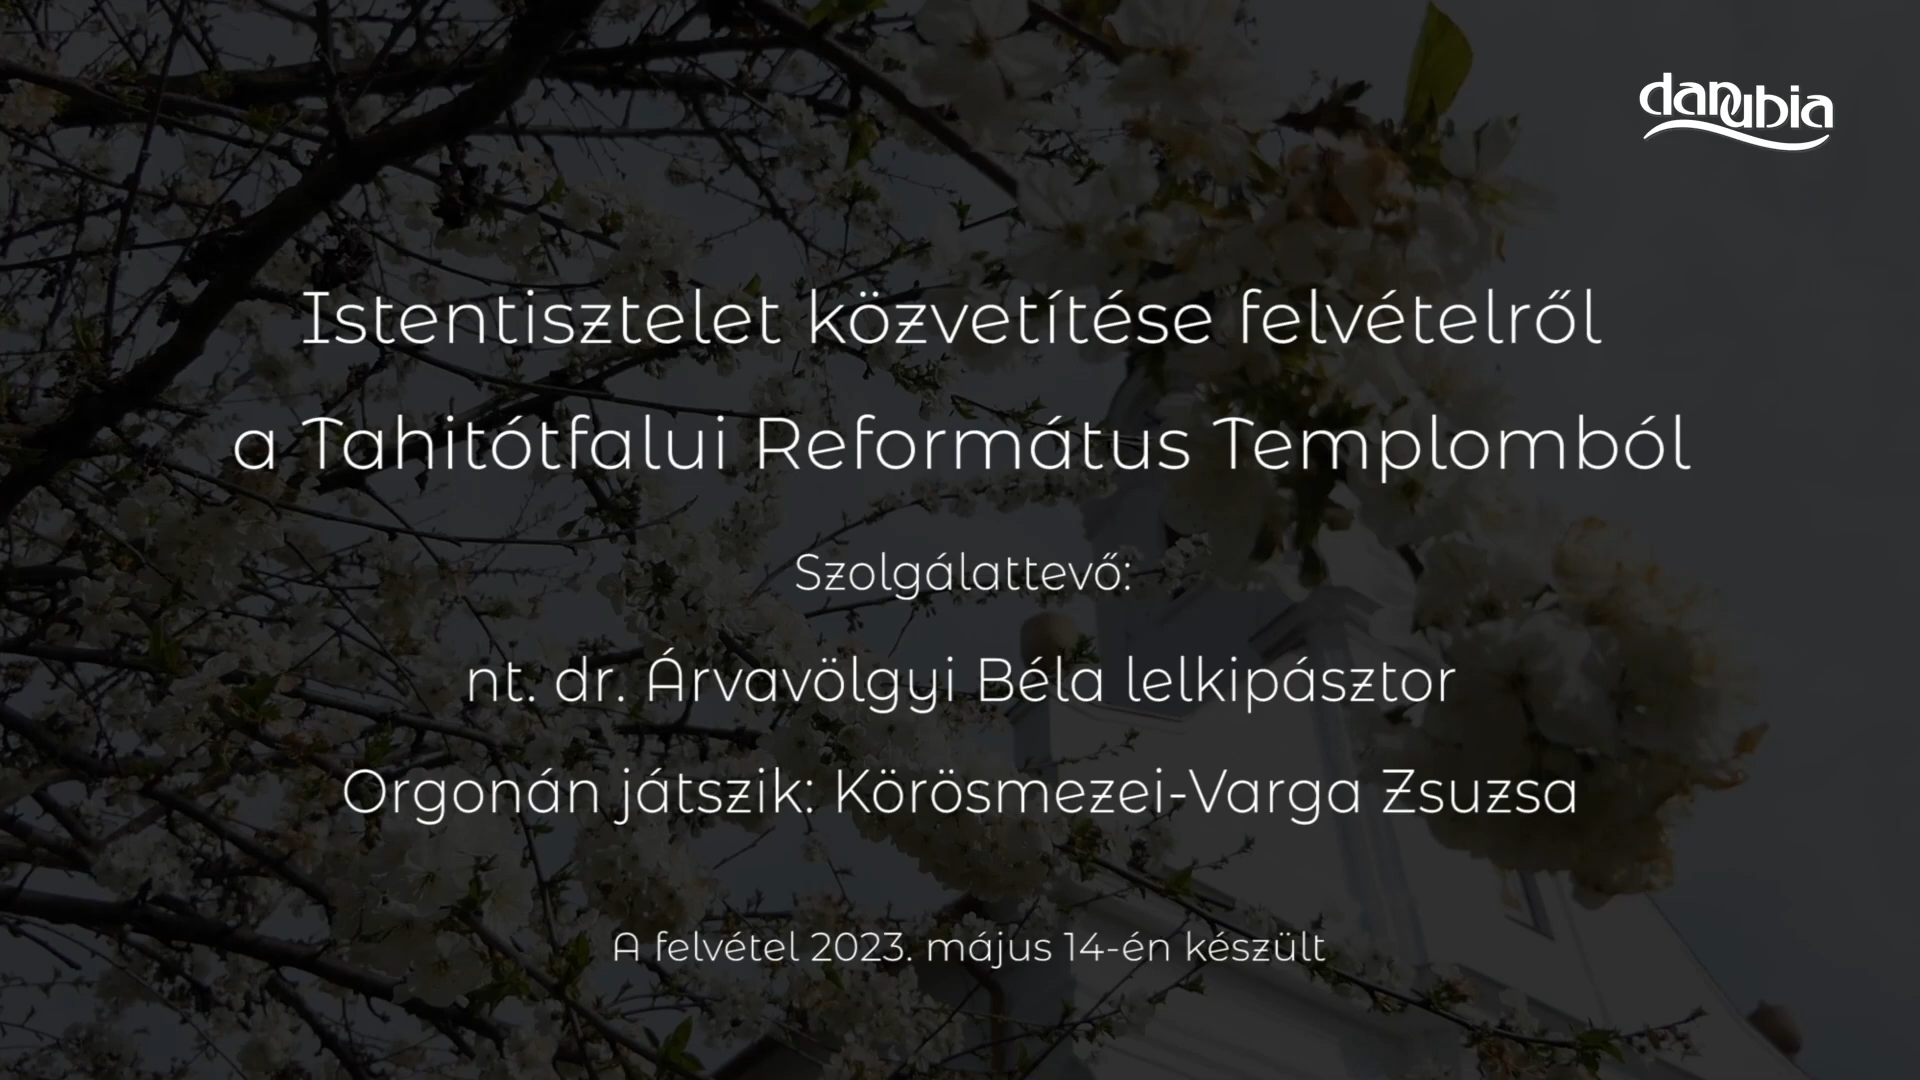 danubia
Istentisztelet közvetítése felvételről
a Tahitótfalui Református Templomból
Szolgálattevő:
nt. dr. Árvavölgyi Béla lelkipásztor
Orgonán játszik: Körösmezei-Varga Zsuzsa
A felvétel 2023. május 14-én készült